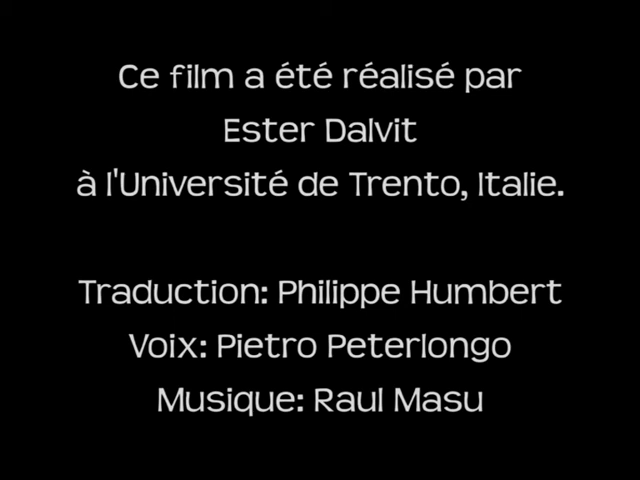 Ce film a été réalisé par
Ester Dalvit
à l'Université de Trento, Italie.
Traduction: Philippe Humbert
Voix: Pietro Peterlongo
Musique: Raul Masu